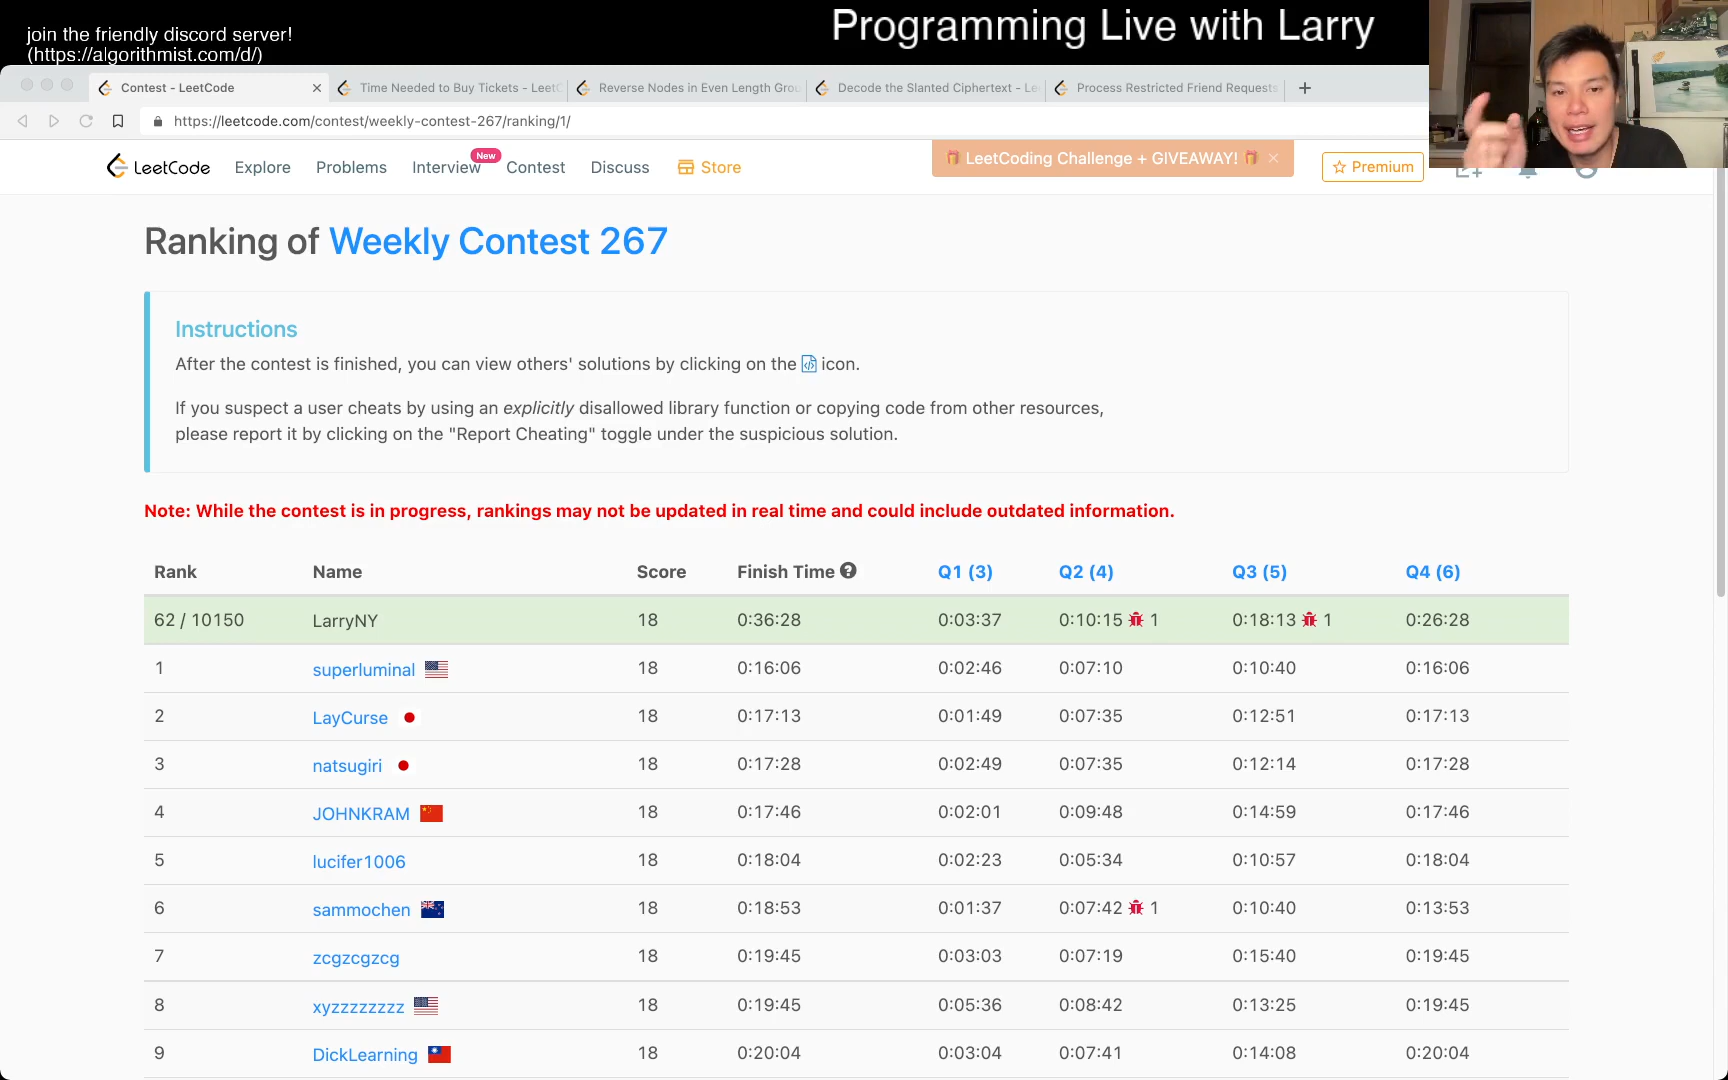 join the friendly discord server!
(https://algorithmist.com/d/)
Programming Live with Larry
Contest - LeetCode
Time Needed to Buy Tickets - LeetC
Reverse Nodes in Even Length Grou
Decode the Slanted Ciphertext - Le
Process Restricted Friend Requests
https://leetcode.com/contest/weekly-contest-267/ranking/1/
LeetCode Explore Problems Interview New Contest Discuss Store LeetCoding Challenge + GIVEAWAY! Premium
Ranking of Weekly Contest 267
Instructions
After the contest is finished, you can view others' solutions by clicking on the icon.
If you suspect a user cheats by using an explicitly disallowed library function or copying code from other resources,
please report it by clicking on the "Report Cheating" toggle under the suspicious solution.
Note: While the contest is in progress, rankings may not be updated in real time and could include outdated information.
Rank Name Score Finish Time Q1 (3) Q2 (4) Q3 (5) Q4 (6)
62 / 10150 LarryNY 18 0:36:28 0:03:37 0:10:15 1 0:18:13 1 0:26:28
1 superluminal 18 0:16:06 0:02:46 0:07:10 0:10:40 0:16:06
2 LayCurse 18 0:17:13 0:01:49 0:07:35 0:12:51 0:17:13
3 natsugiri 18 0:17:28 0:02:49 0:07:35 0:12:14 0:17:28
4 JOHNKRAM 18 0:17:46 0:02:01 0:09:48 0:14:59 0:17:46
5 lucifer1006 18 0:18:04 0:02:23 0:05:34 0:10:57 0:18:04
6 sammochen 18 0:18:53 0:01:37 0:07:42 1 0:10:40 0:13:53
7 zcgzcgzcg 18 0:19:45 0:03:03 0:07:19 0:15:40 0:19:45
8 xyzzzzzzz 18 0:19:45 0:05:36 0:08:42 0:13:25 0:19:45
9 DickLearning 18 0:20:04 0:03:04 0:07:41 0:14:08 0:20:04